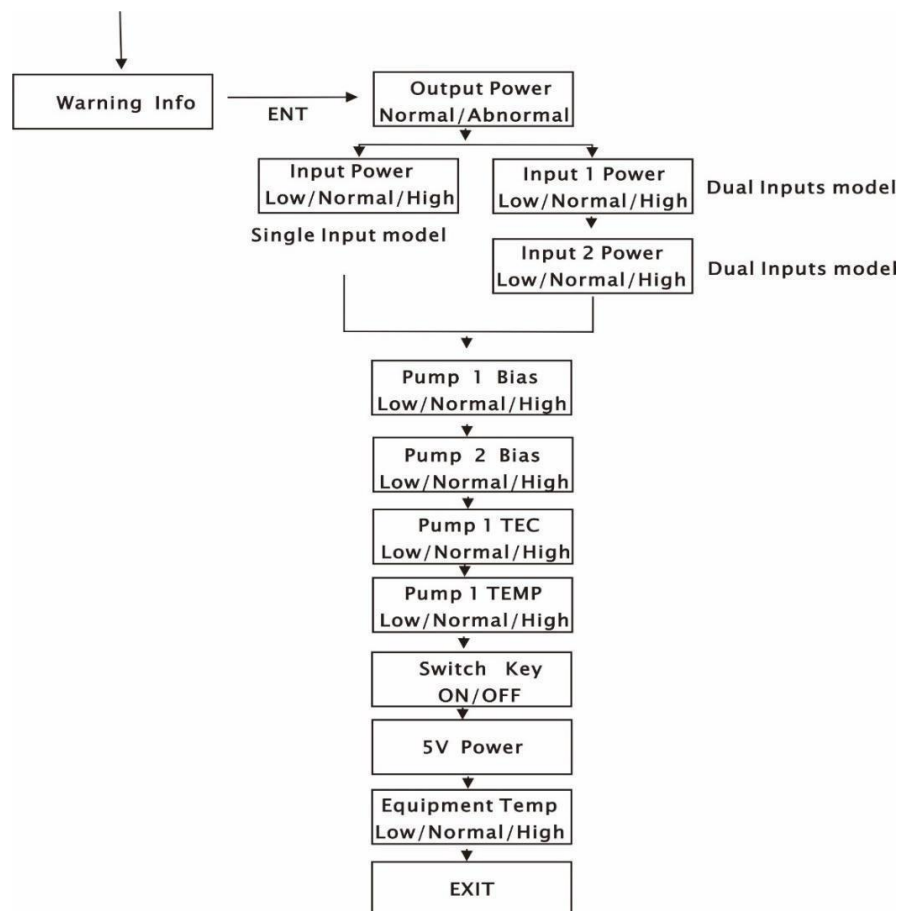 Warning Info
ENT
Output Power
Normal/Abnormal
Input Power
Low/Normal/High
Single Input model
Input 1 Power
Low/Normal/High
Dual Inputs model
Input 2 Power
Low/Normal/High
Dual Inputs model
Pump 1 Bias
Low/Normal/High
Pump 2 Bias
Low/Normal/High
Pump 1 TEC
Low/Normal/High
Pump 1 TEMP
Low/Normal/High
Switch Key
ON/OFF
5V Power
Equipment Temp
Low/Normal/High
EXIT